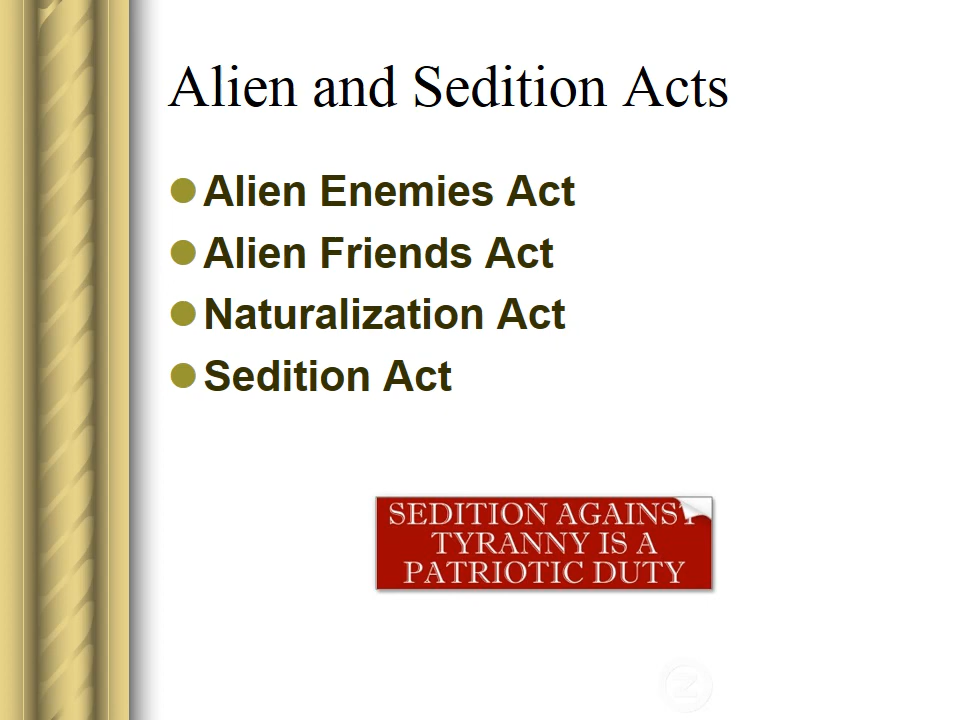 Alien and Sedition Acts
Alien Enemies Act
Alien Friends Act
Naturalization Act
Sedition Act
SEDITION AGAINST
TYRANNY IS A
PATRIOTIC DUTY